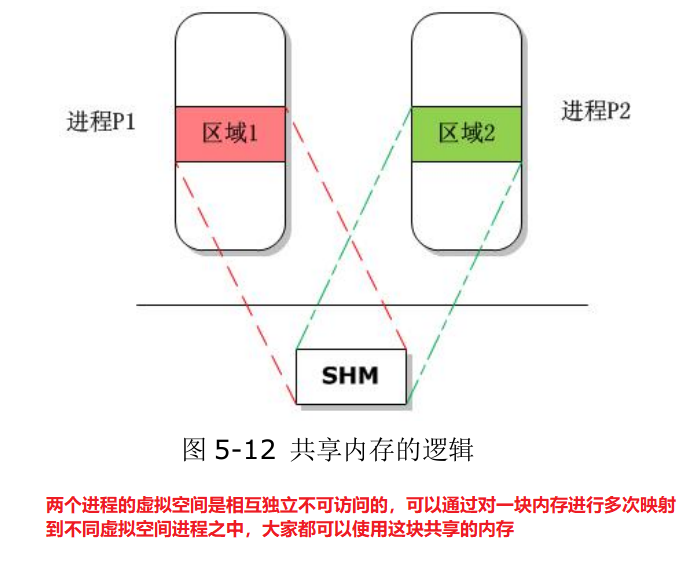 进程P1
区域1
区域2
进程P2
SHM
图 5-12 共享内存的逻辑
两个进程的虚拟空间是相互独立不可访问的，可以通过对一块内存进行多次映射
到不同虚拟空间进程之中，大家都可以使用这块共享的内存